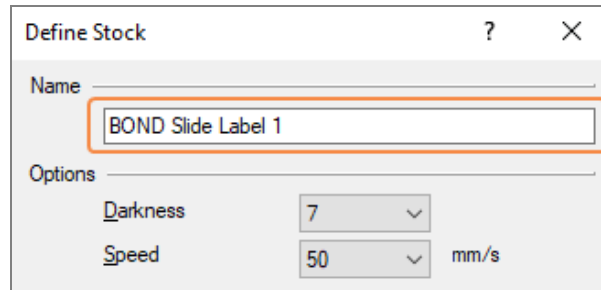 Define Stock ? ×
Name
BOND Slide Label 1
Options
Darkness 7
Speed 50 mm/s